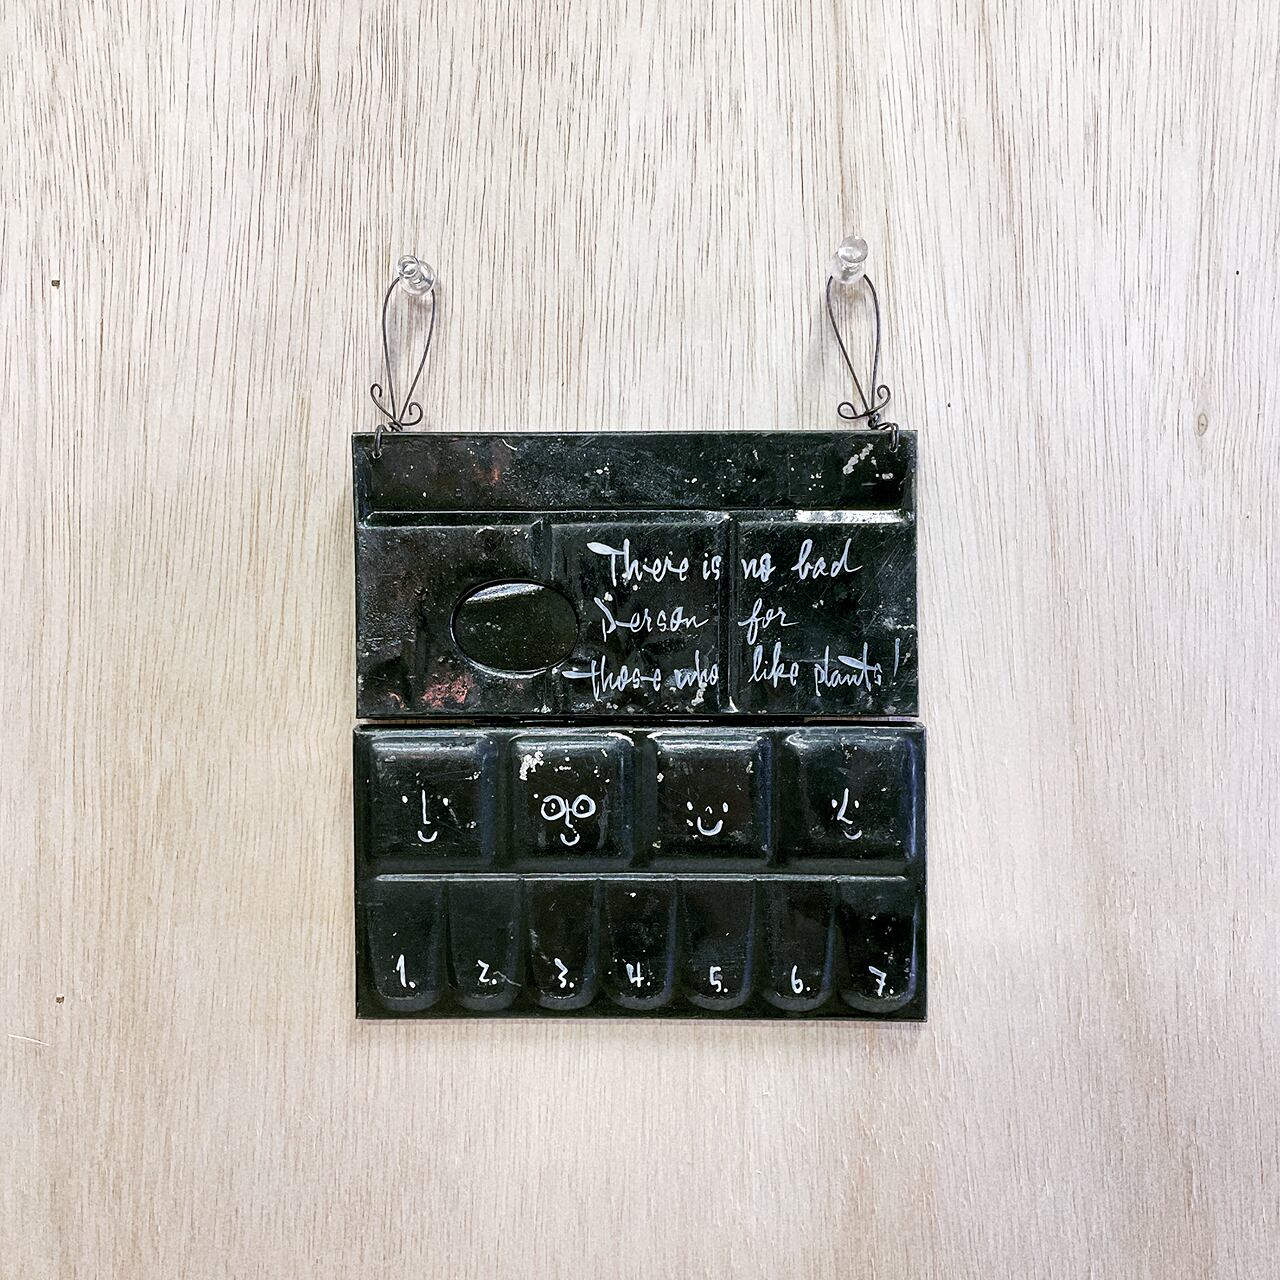 There is no bad
person for
those who like plants!
1. 2. 3. 4. 5. 6. 7.